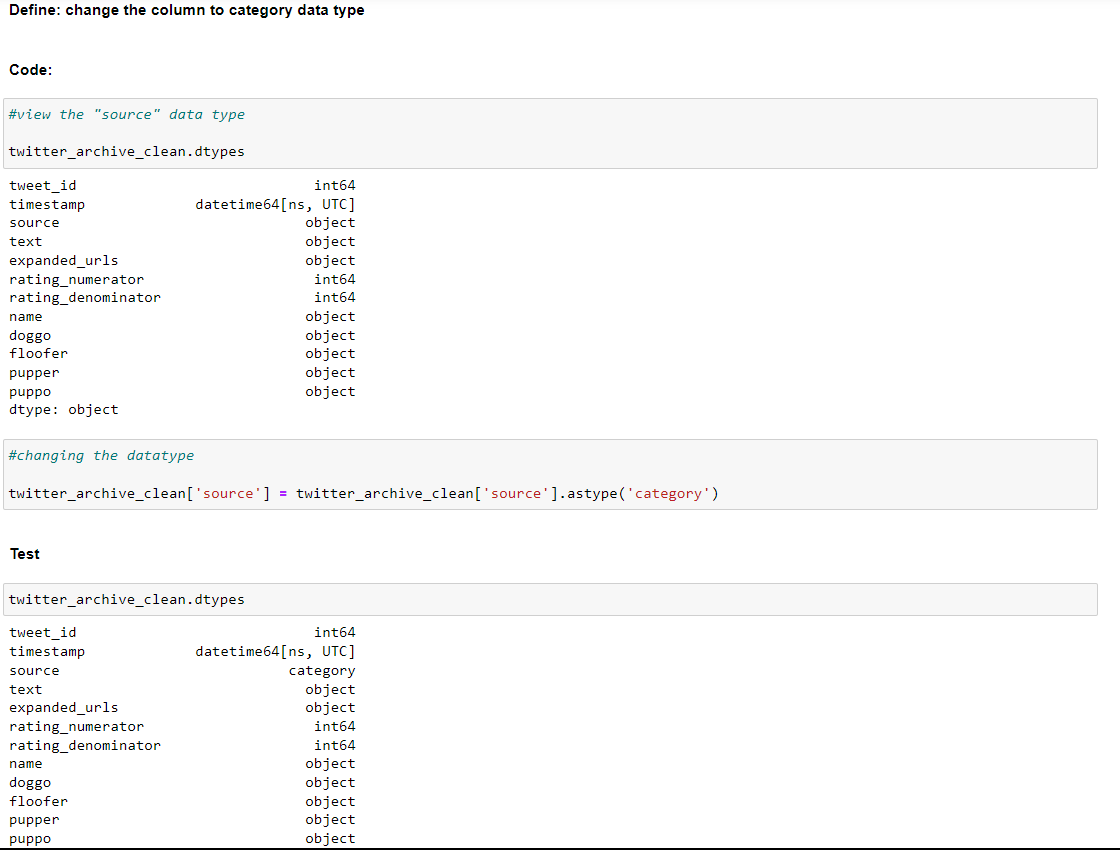 Define: change the column to category data type
Code:
#view the "source" data type
twitter_archive_clean.dtypes
tweet_id                             int64
timestamp              datetime64[ns, UTC]
source                              object
text                                object
expanded_urls                       object
rating_numerator                     int64
rating_denominator                   int64
name                                object
doggo                               object
floofer                             object
pupper                              object
puppo                               object
dtype: object
#changing the datatype
twitter_archive_clean['source'] = twitter_archive_clean['source'].astype('category')
Test
twitter_archive_clean.dtypes
tweet_id                             int64
timestamp              datetime64[ns, UTC]
source                            category
text                                object
expanded_urls                       object
rating_numerator                     int64
rating_denominator                   int64
name                                object
doggo                               object
floofer                             object
pupper                              object
puppo                               object